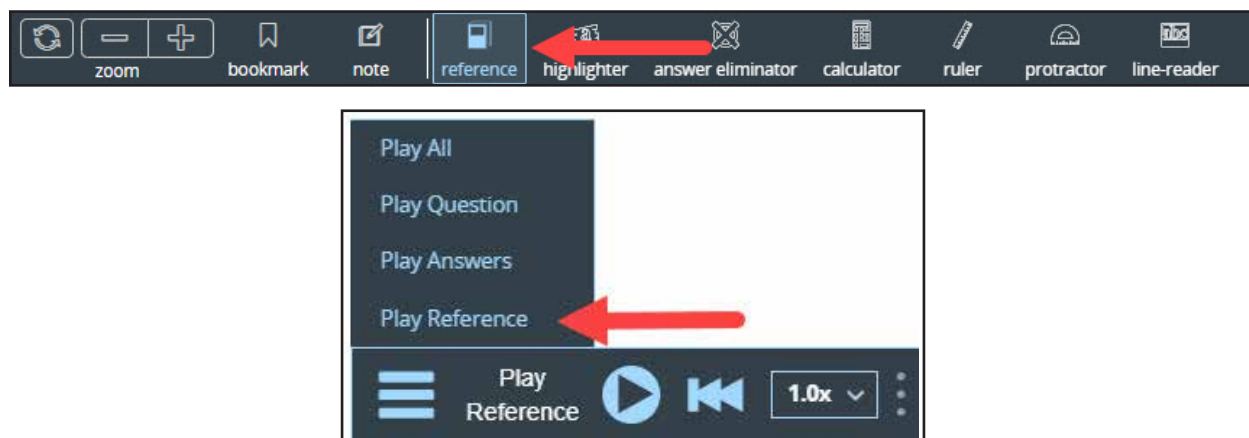 zoom bookmark note reference highlighter answer eliminator calculator ruler protractor line-reader
Play All
Play Question
Play Answers
Play Reference
Play
Reference
1.0x